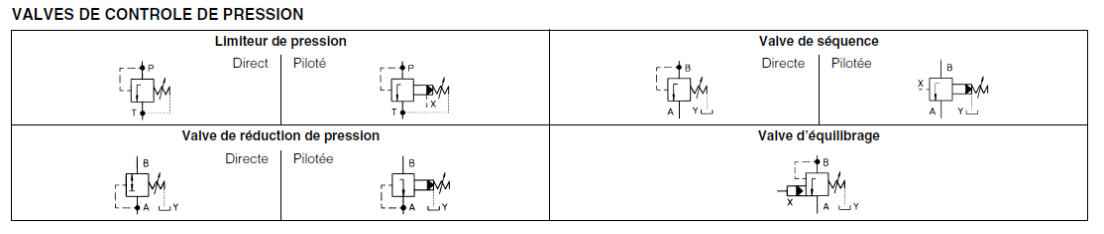 VALVES DE CONTROLE DE PRESSION
Limiteur de pression
Direct Piloté
P
T
P
X
T
Valve de séquence
Directe Pilotée
B
A Y
B
X
A Y
Valve de réduction de pression
Directe Pilotée
B
A Y
B
A Y
Valve d'équilibrage
B
X A Y